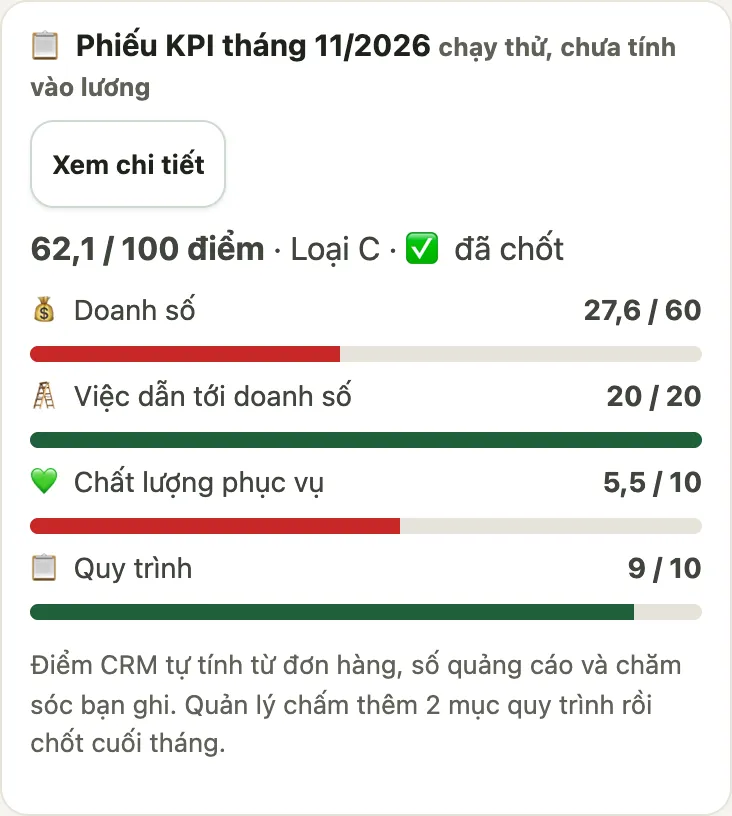 📋 Phiếu KPI tháng 11/2026 chạy thử, chưa tính
vào lương
Xem chi tiết
62,1 / 100 điểm · Loại C · ✅ đã chốt
💰 Doanh số 27,6 / 60
🪜 Việc dẫn tới doanh số 20 / 20
💚 Chất lượng phục vụ 5,5 / 10
📋 Quy trình 9 / 10
Điểm CRM tự tính từ đơn hàng, số quảng cáo và chăm
sóc bạn ghi. Quản lý chấm thêm 2 mục quy trình rồi
chốt cuối tháng.